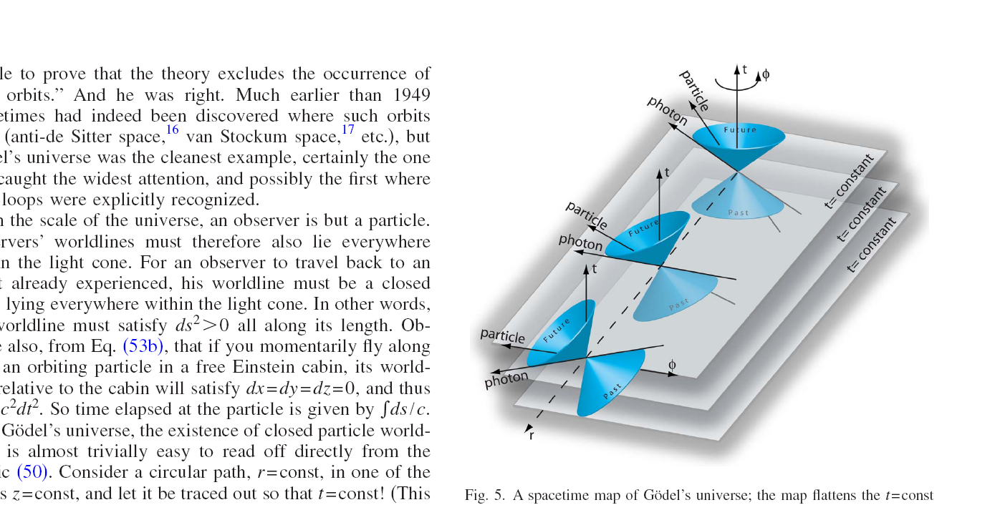 le to prove that the theory excludes the occurrence of
orbits.” And he was right. Much earlier than 1949
etimes had indeed been discovered where such orbits
(anti-de Sitter space,16 van Stockum space,17 etc.), but
el’s universe was the cleanest example, certainly the one
caught the widest attention, and possibly the first where
loops were explicitly recognized.
n the scale of the universe, an observer is but a particle.
ervers’ worldlines must therefore also lie everywhere
in the light cone. For an observer to travel back to an
t already experienced, his worldline must be a closed
lying everywhere within the light cone. In other words,
vorldline must satisfy ds2>0 all along its length. Ob-
e also, from Eq. (53b), that if you momentarily fly along
an orbiting particle in a free Einstein cabin, its world-
relative to the cabin will satisfy dx=dy=dz=0, and thus
c2dt2. So time elapsed at the particle is given by ∫ds/c.
Gödel’s universe, the existence of closed particle world-
is almost trivially easy to read off directly from the
ic (50). Consider a circular path, r=const, in one of the
s z=const, and let it be traced out so that t=const! (This
t
ϕ
particle
photon
Future
Past
t= constant
t
particle
photon
Future
Past
t= constant
t
particle
photon
Future
Past
t= constant
ϕ
r
Fig. 5. A spacetime map of Gödel’s universe; the map flattens the t=const